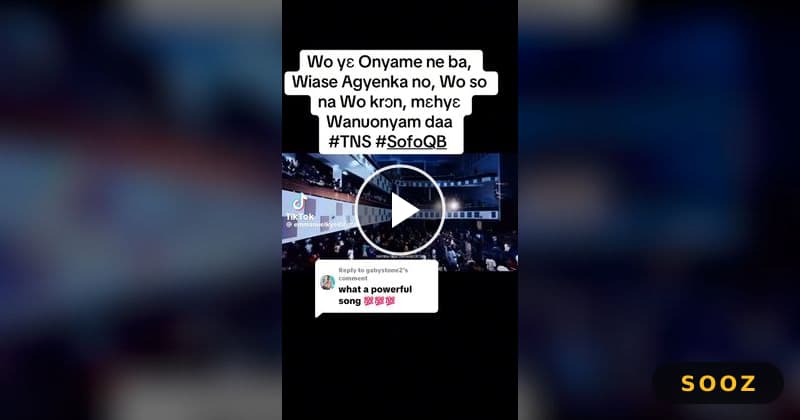 Wo yɛ Onyame ne ba,
Wiase Agyenka no, Wo so
na Wo krɔn, mɛhyɛ
Wanuonyam daa
#TNS #SofoQB
TikTok
Reply to gabystone2's
comment
what a powerful
song 💯💯💯
SOOZ